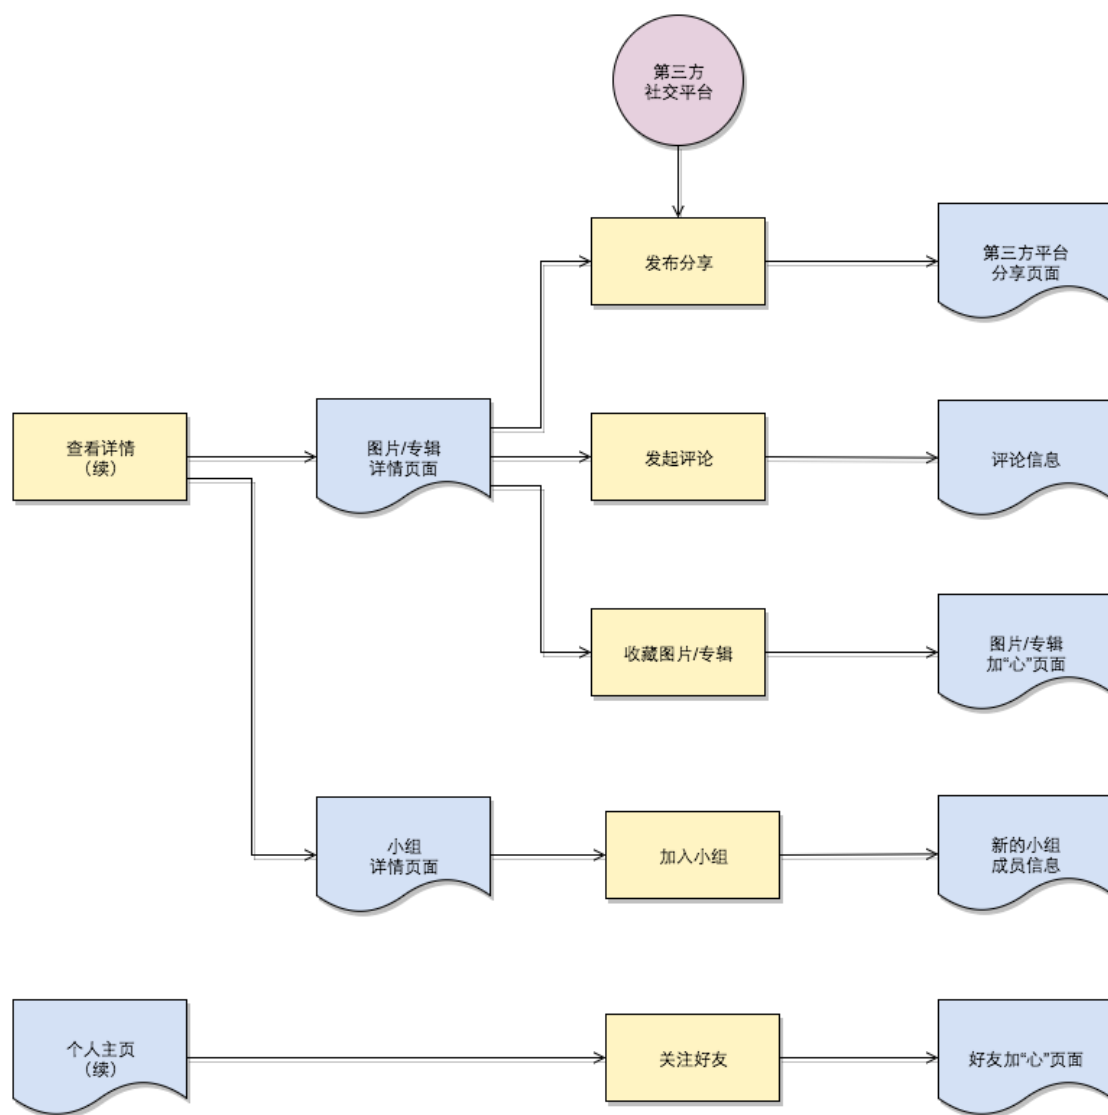 第三方
社交平台
发布分享
第三方平台
分享页面
查看详情
（续）
图片/专辑
详情页面
发起评论
评论信息
收藏图片/专辑
图片/专辑
加“心”页面
小组
详情页面
加入小组
新的小组
成员信息
个人主页
（续）
关注好友
好友加“心”页面